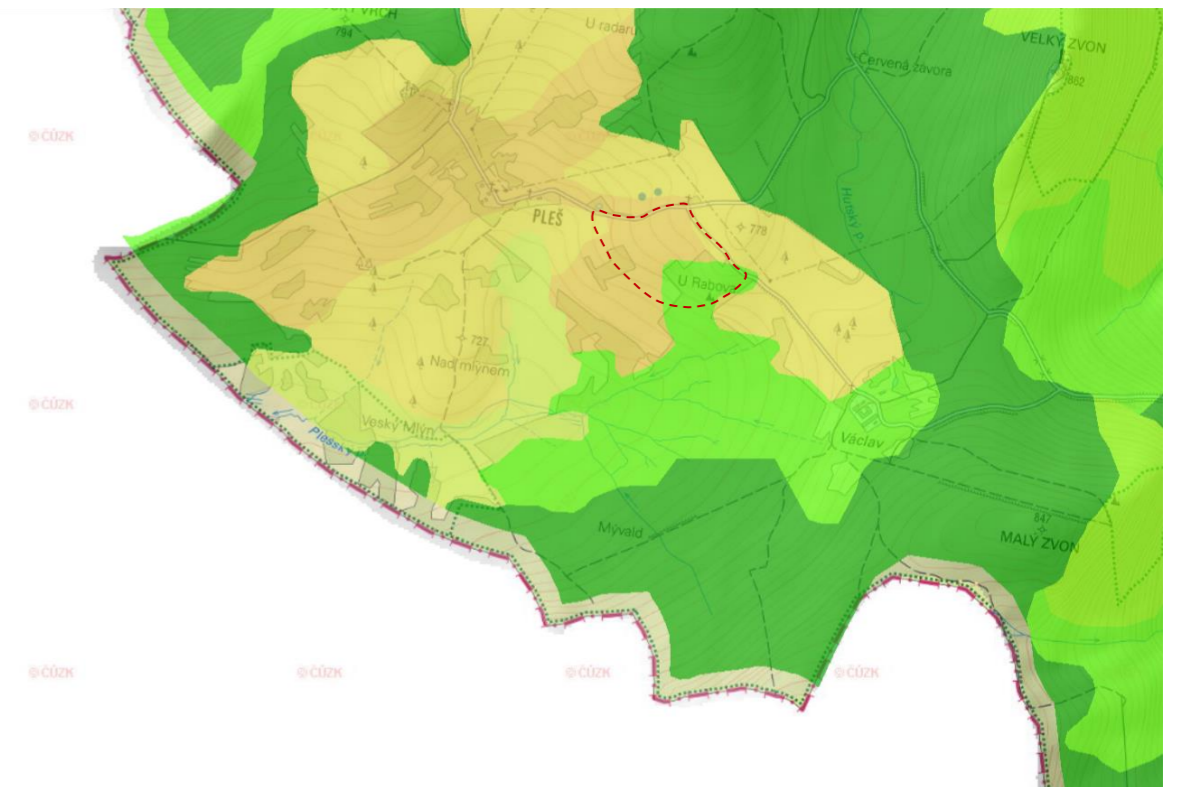 794
U radaru
VELKÝ ZVON
862
Červená závora
© ČÚZK
Hutský p.
PLEŠ
778
U Rabova
727
Nad mlýnem
© ČÚZK
Veský Mlýn
Plešský
Václav
Mývald
847
MALÝ ZVON
© ČÚZK
© ČÚZK
© ČÚZK
© ČÚZK